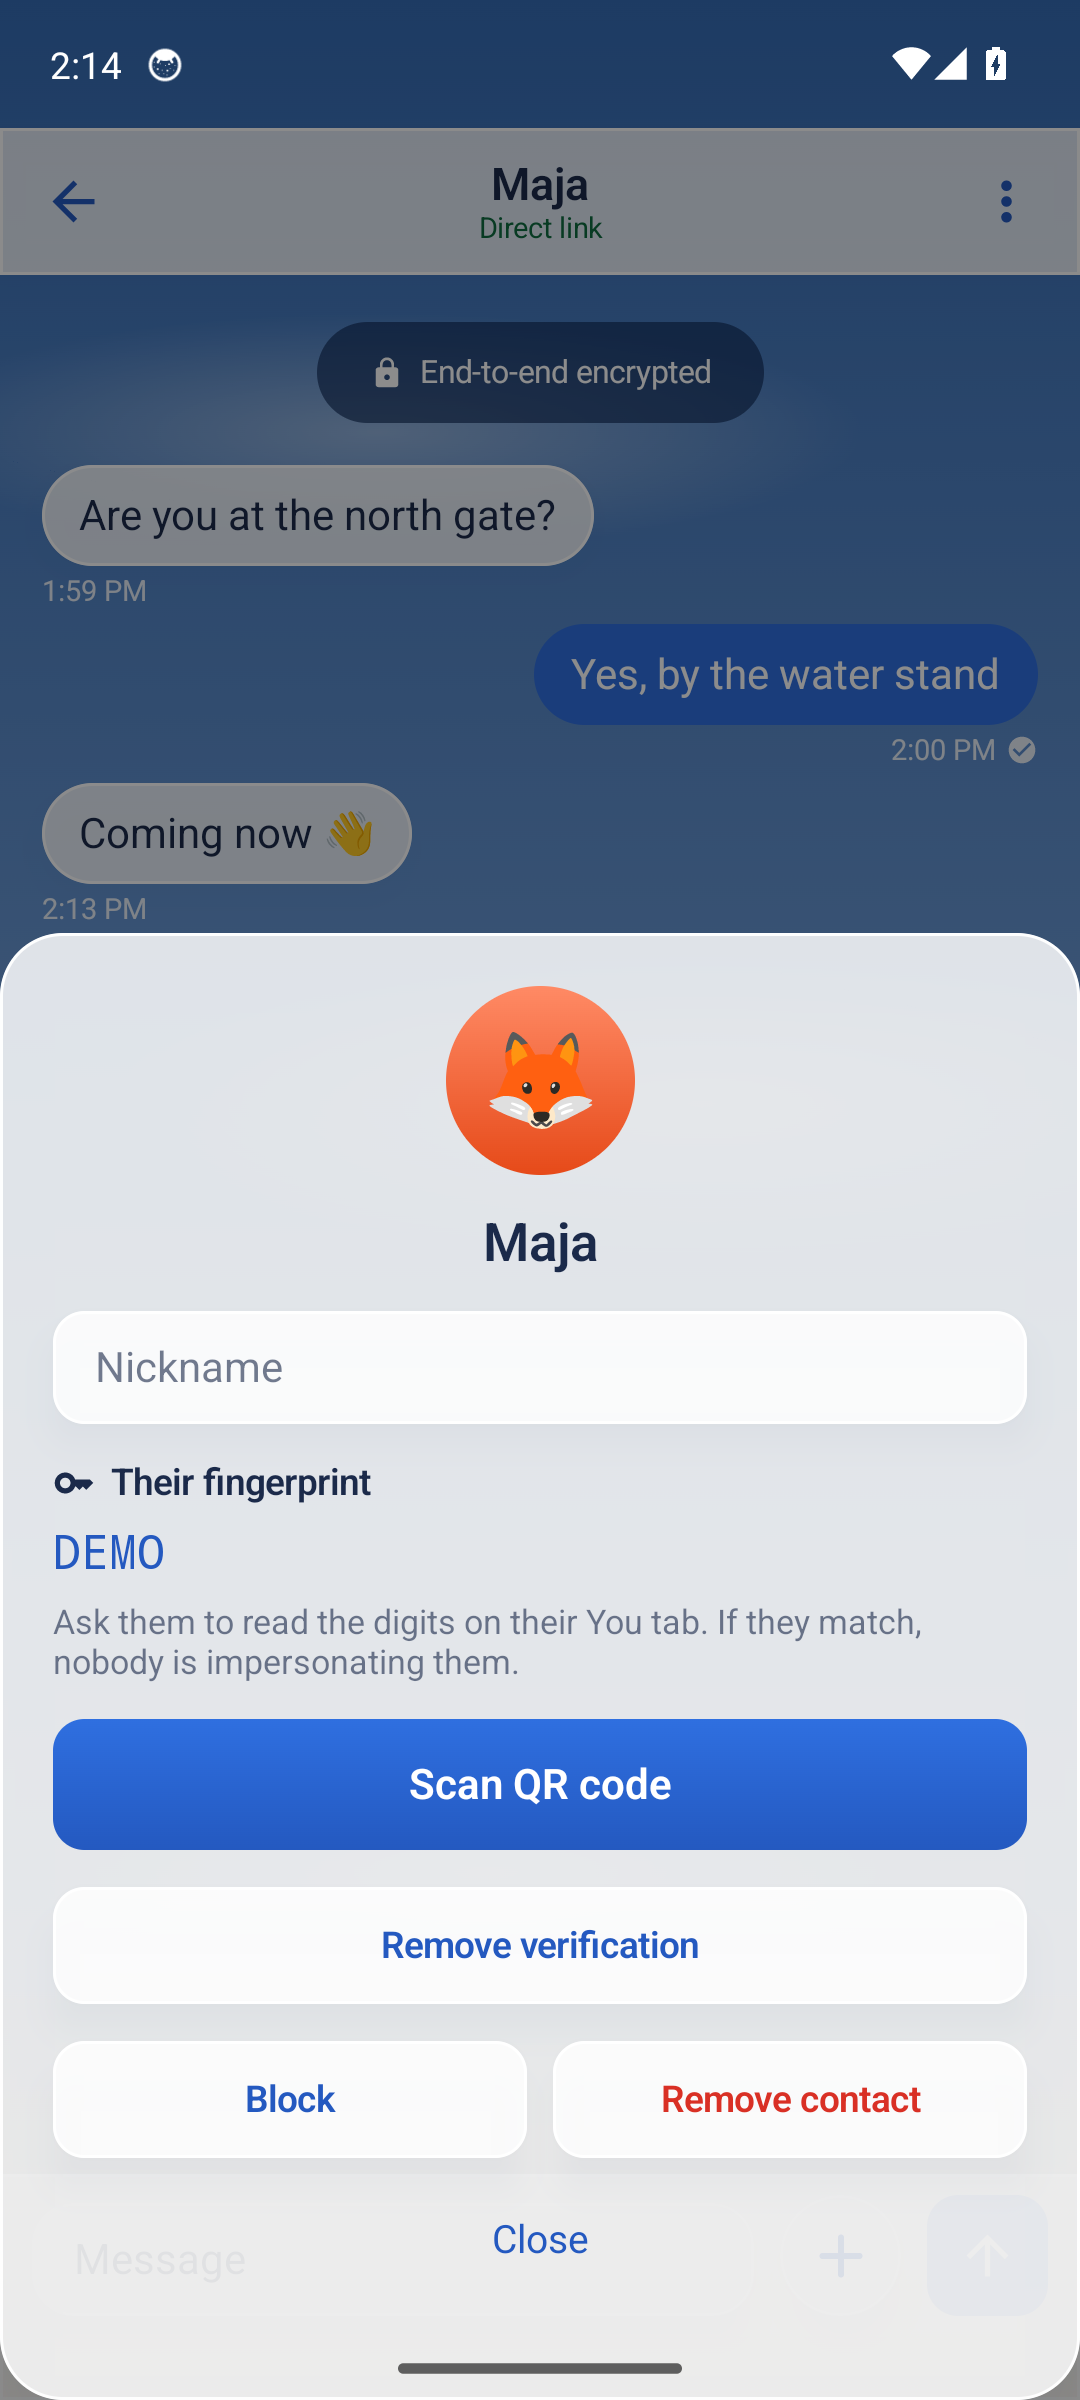 2:14
Maja
Direct link
End-to-end encrypted
Are you at the north gate?
1:59 PM
Yes, by the water stand
2:00 PM
Coming now 👋
2:13 PM
Maja
Nickname
Their fingerprint
DEMO
Ask them to read the digits on their You tab. If they match,
nobody is impersonating them.
Scan QR code
Remove verification
Block
Remove contact
Close
Message